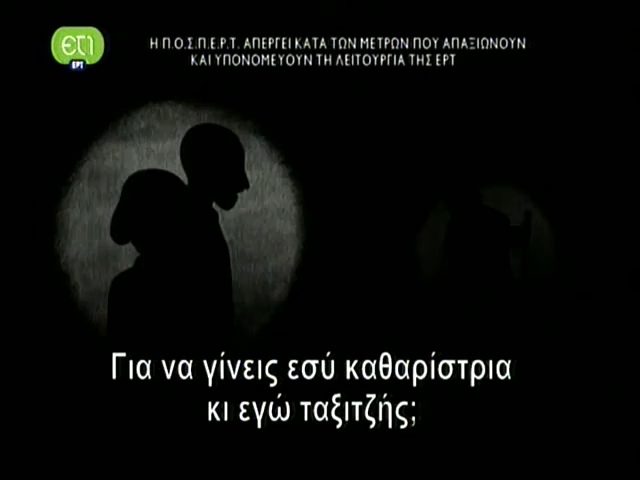 ετ1
ΕΡΤ
Η Π.Ο.Σ.Π.Ε.Ρ.Τ. ΑΠΕΡΓΕΙ ΚΑΤΑ ΤΩΝ ΜΕΤΡΩΝ ΠΟΥ ΑΠΑΞΙΩΝΟΥΝ
ΚΑΙ ΥΠΟΝΟΜΕΥΟΥΝ ΤΗ ΛΕΙΤΟΥΡΓΙΑ ΤΗΣ ΕΡΤ
Για να γίνεις εσύ καθαρίστρια
κι εγώ ταξιτζής;